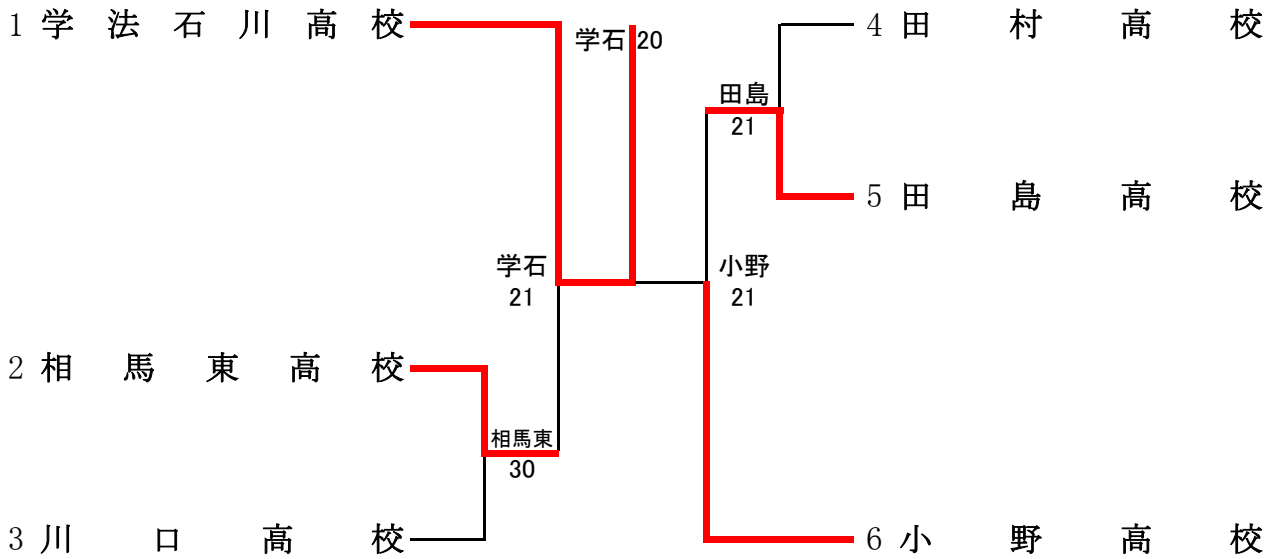 1 学法石川高校
学石 20
4 田村高校
田島
21
5 田島高校
学石
21
小野
21
2 相馬東高校
相馬東
30
3 川口高校
6 小野高校